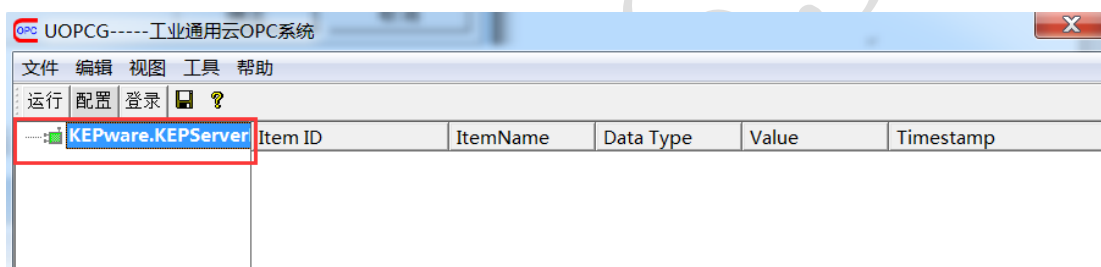 OPC UOPCG-----工业通用云OPC系统
文件 编辑 视图 工具 帮助
运行 配置 登录
KEPware.KEPServer Item ID ItemName Data Type Value Timestamp